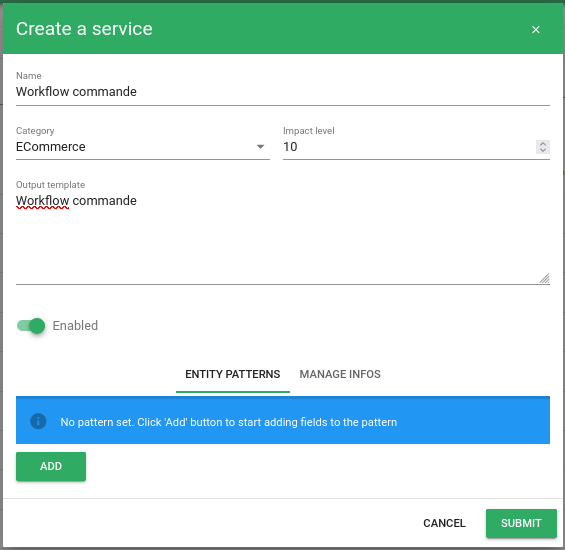 Create a service
×
Name
Workflow commande
Category
Impact level
ECommerce
10
Output template
Workflow commande
Enabled
ENTITY PATTERNS
MANAGE INFOS
No pattern set. Click 'Add' button to start adding fields to the pattern
ADD
CANCEL
SUBMIT